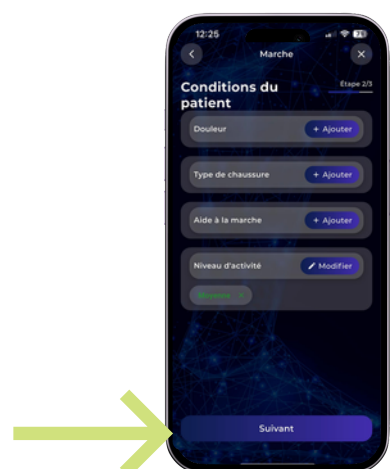 12:25
Marche
Conditions du
patient
Étape 2/3
Douleur
+ Ajouter
Type de chaussure
+ Ajouter
Aide à la marche
+ Ajouter
Niveau d'activité
Modifier
Suivant